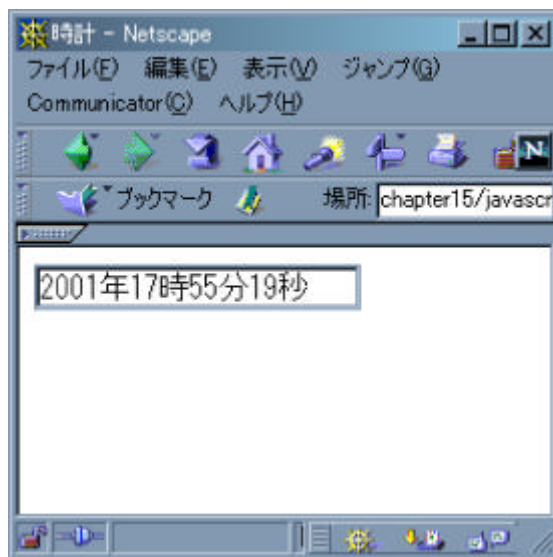 時計 - Netscape
ファイル(F) 編集(E) 表示(V) ジャンプ(G)
Communicator(C) ヘルプ(H)
N
ブックマーク 場所: chapter15/javascr
2001年17時55分19秒